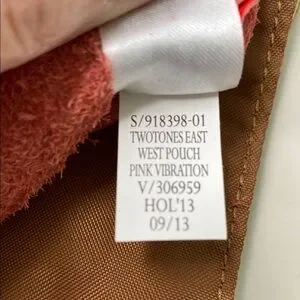 S/918398-01
TWOTONES EAST
WEST POUCH
PINK VIBRATION
V/306959
HOL'13
09/13